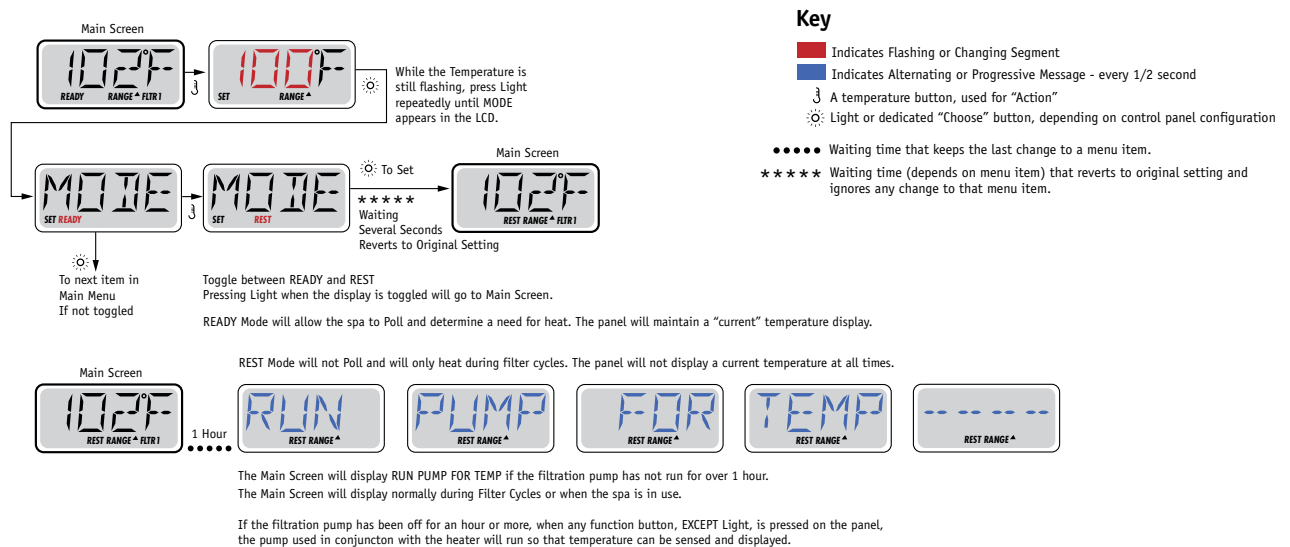 Key
Indicates Flashing or Changing Segment
Indicates Alternating or Progressive Message - every 1/2 second
A temperature button, used for “Action”
Light or dedicated “Choose” button, depending on control panel configuration
••••• Waiting time that keeps the last change to a menu item.
***** Waiting time (depends on menu item) that reverts to original setting and
ignores any change to that menu item.
Main Screen
102°F
READY RANGE FLTR1
100°F
SET RANGE
While the Temperature is
still flashing, press Light
repeatedly until MODE
appears in the LCD.
MODE
SET READY
MODE
SET REST
To Set
*****
Waiting
Several Seconds
Reverts to Original Setting
Main Screen
102°F
REST RANGE FLTR1
To next item in
Main Menu
If not toggled
Toggle between READY and REST
Pressing Light when the display is toggled will go to Main Screen.
READY Mode will allow the spa to Poll and determine a need for heat. The panel will maintain a “current” temperature display.
REST Mode will not Poll and will only heat during filter cycles. The panel will not display a current temperature at all times.
Main Screen
102°F
REST RANGE FLTR1
1 Hour
•••••
RUN
REST RANGE
PUMP
REST RANGE
FOR
REST RANGE
TEMP
REST RANGE
-- -- -- --
REST RANGE
The Main Screen will display RUN PUMP FOR TEMP if the filtration pump has not run for over 1 hour.
The Main Screen will display normally during Filter Cycles or when the spa is in use.
If the filtration pump has been off for an hour or more, when any function button, EXCEPT Light, is pressed on the panel,
the pump used in conjuncton with the heater will run so that temperature can be sensed and displayed.